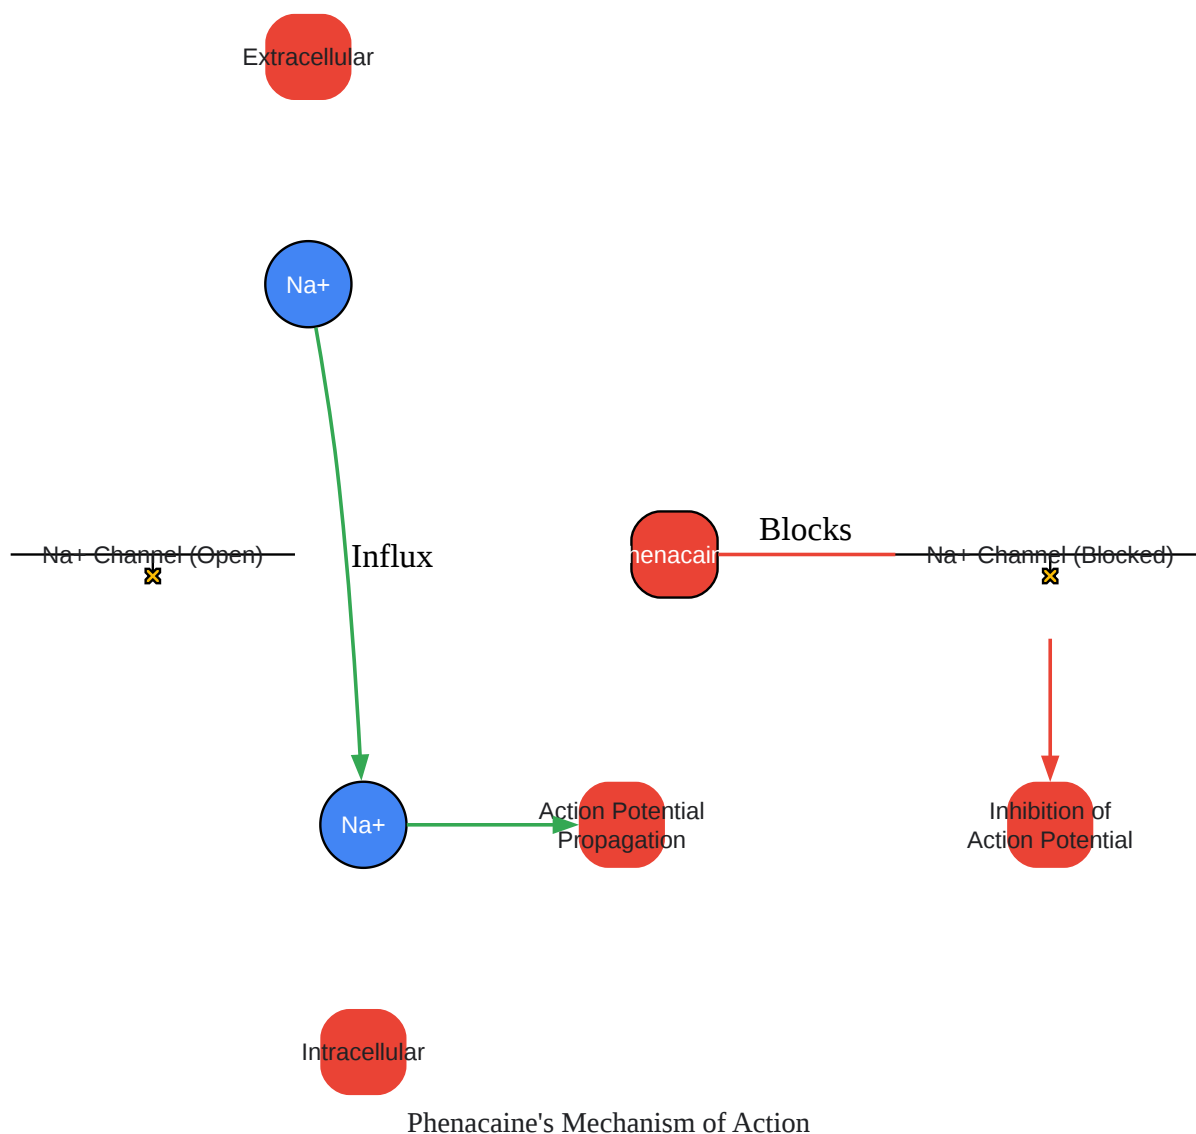 Extracellular
Na+
Na+ Channel (Open)
Influx
henacain
Blocks
Na+ Channel (Blocked)
Na+
Action Potential
Propagation
Inhibition of
Action Potential
Intracellular
Phenacaine's Mechanism of Action